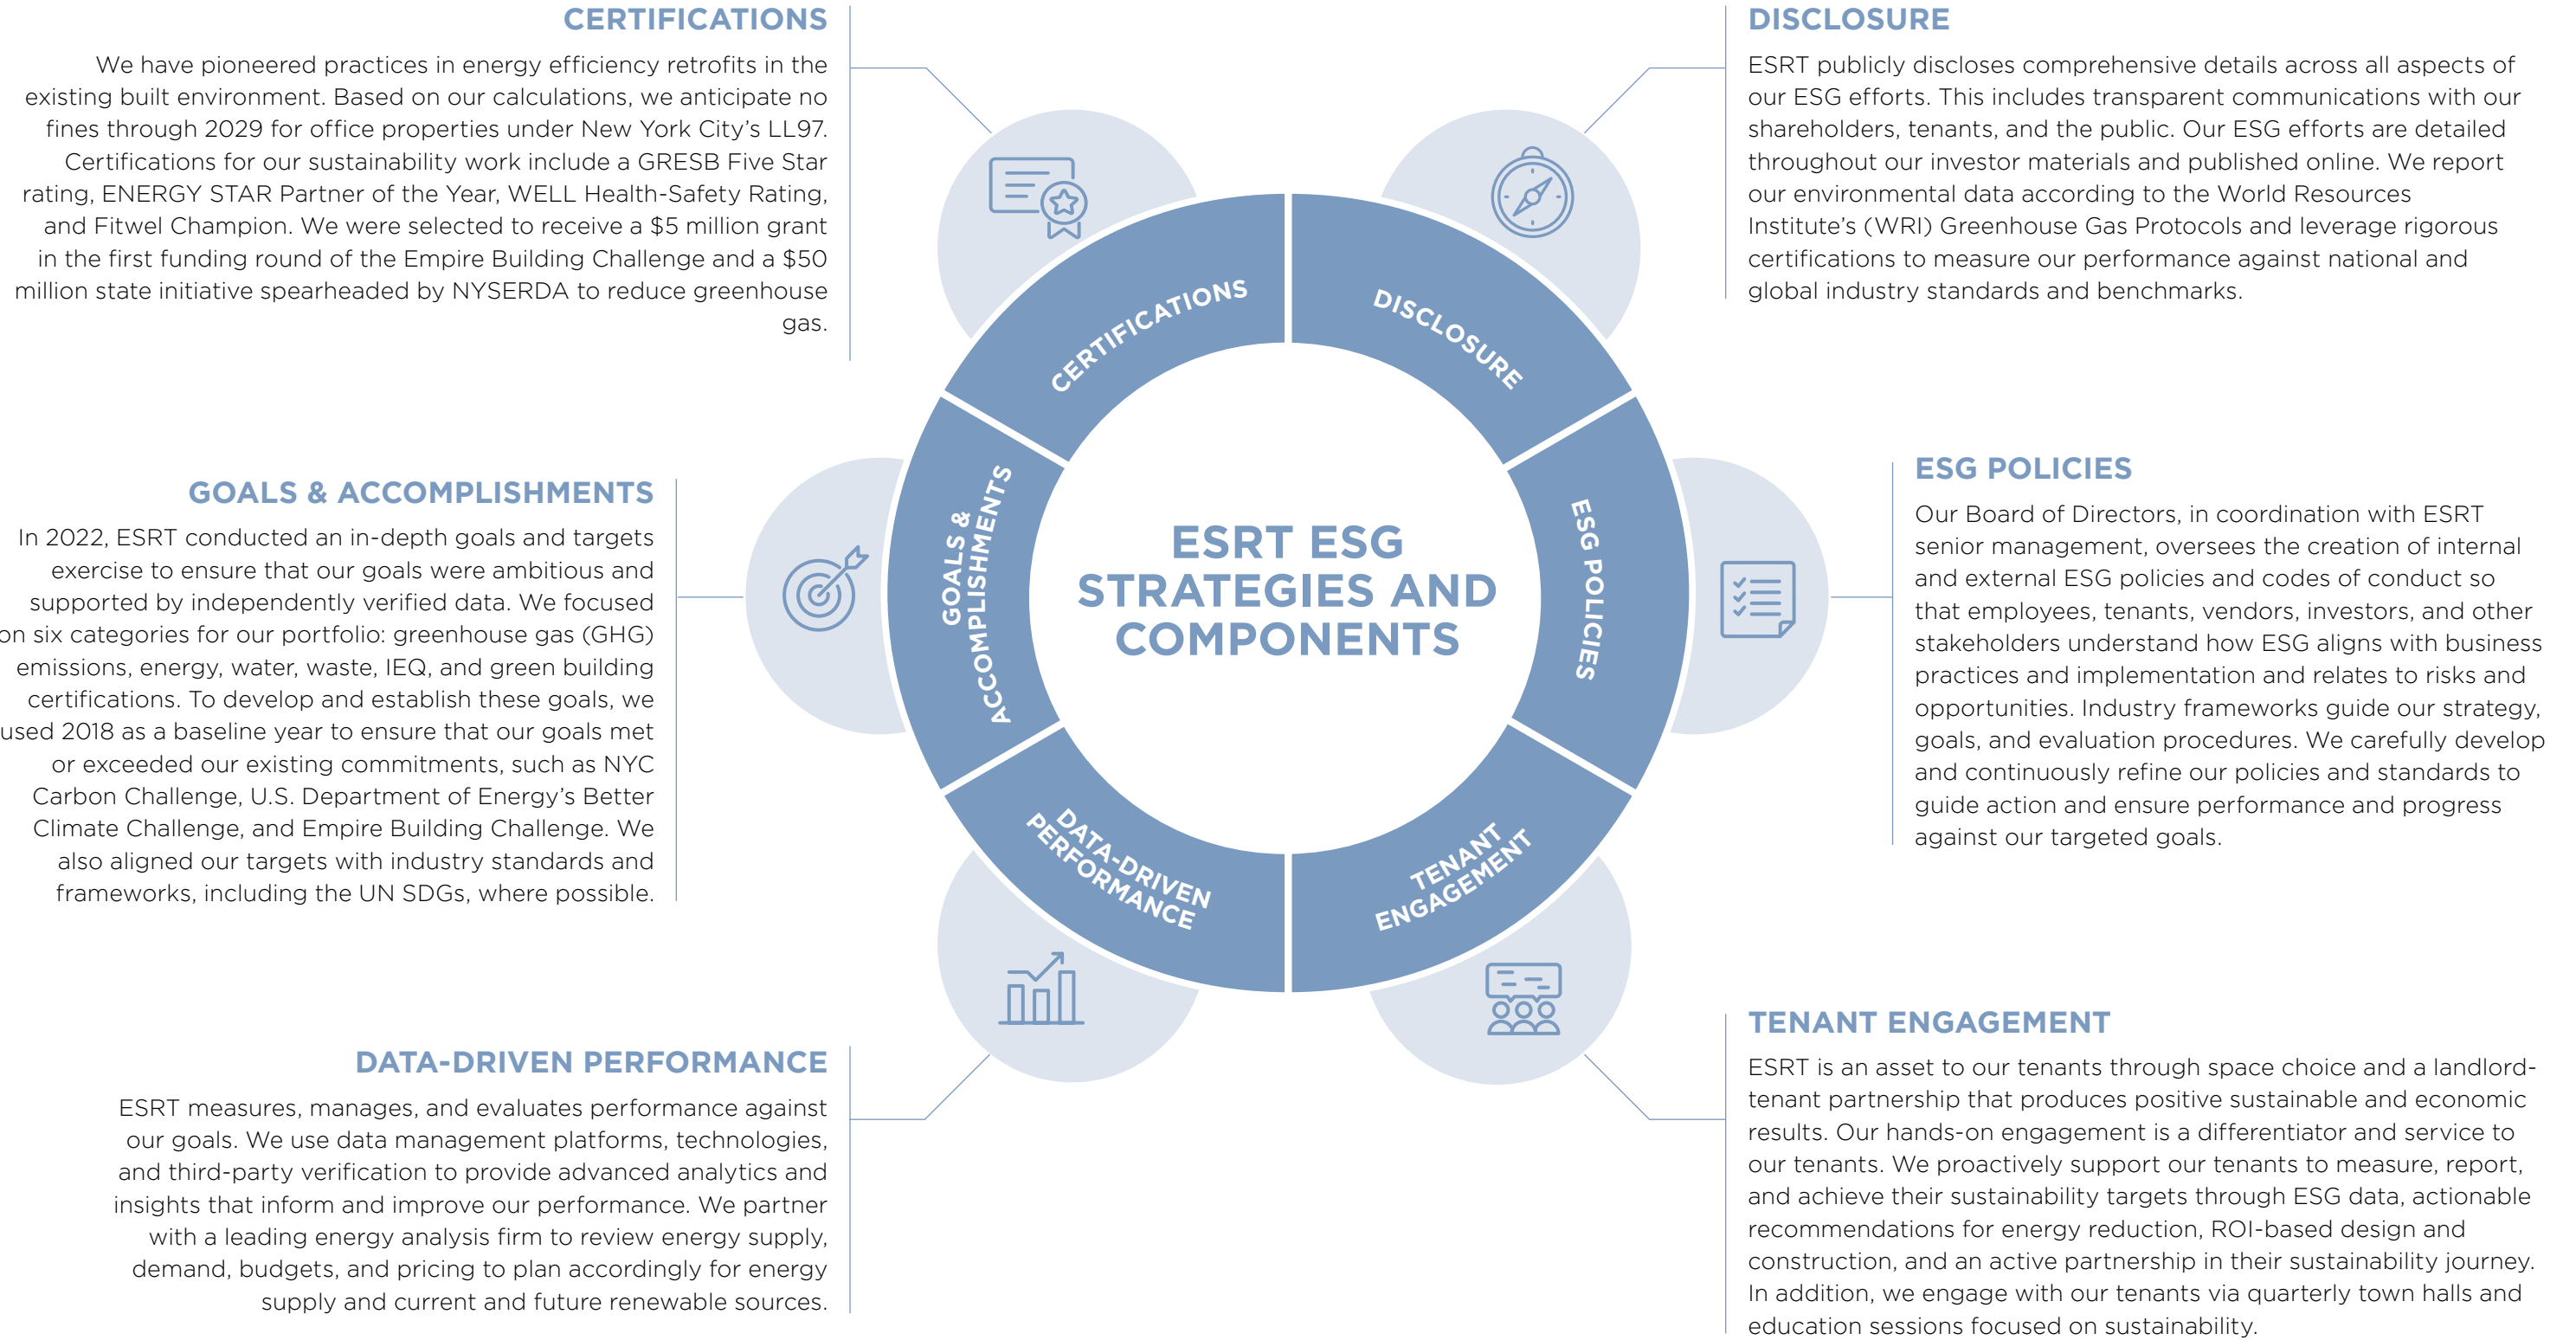 CERTIFICATIONS
We have pioneered practices in energy efficiency retrofits in the
existing built environment. Based on our calculations, we anticipate no
fines through 2029 for office properties under New York City’s LL97.
Certifications for our sustainability work include a GRESB Five Star
rating, ENERGY STAR Partner of the Year, WELL Health-Safety Rating,
and Fitwel Champion. We were selected to receive a $5 million grant
in the first funding round of the Empire Building Challenge and a $50
million state initiative spearheaded by NYSERDA to reduce greenhouse
gas.
GOALS & ACCOMPLISHMENTS
In 2022, ESRT conducted an in-depth goals and targets
exercise to ensure that our goals were ambitious and
supported by independently verified data. We focused
on six categories for our portfolio: greenhouse gas (GHG)
emissions, energy, water, waste, IEQ, and green building
certifications. To develop and establish these goals, we
used 2018 as a baseline year to ensure that our goals met
or exceeded our existing commitments, such as NYC
Carbon Challenge, U.S. Department of Energy’s Better
Climate Challenge, and Empire Building Challenge. We
also aligned our targets with industry standards and
frameworks, including the UN SDGs, where possible.
DATA-DRIVEN PERFORMANCE
ESRT measures, manages, and evaluates performance against
our goals. We use data management platforms, technologies,
and third-party verification to provide advanced analytics and
insights that inform and improve our performance. We partner
with a leading energy analysis firm to review energy supply,
demand, budgets, and pricing to plan accordingly for energy
supply and current and future renewable sources.
CERTIFICATIONS
DISCLOSURE
ESG POLICIES
TENANT
ENGAGEMENT
DATA-DRIVEN
PERFORMANCE
GOALS &
ACCOMPLISHMENTS
ESRT ESG
STRATEGIES AND
COMPONENTS
DISCLOSURE
ESRT publicly discloses comprehensive details across all aspects of
our ESG efforts. This includes transparent communications with our
shareholders, tenants, and the public. Our ESG efforts are detailed
throughout our investor materials and published online. We report
our environmental data according to the World Resources
Institute’s (WRI) Greenhouse Gas Protocols and leverage rigorous
certifications to measure our performance against national and
global industry standards and benchmarks.
ESG POLICIES
Our Board of Directors, in coordination with ESRT
senior management, oversees the creation of internal
and external ESG policies and codes of conduct so
that employees, tenants, vendors, investors, and other
stakeholders understand how ESG aligns with business
practices and implementation and relates to risks and
opportunities. Industry frameworks guide our strategy,
goals, and evaluation procedures. We carefully develop
and continuously refine our policies and standards to
guide action and ensure performance and progress
against our targeted goals.
TENANT ENGAGEMENT
ESRT is an asset to our tenants through space choice and a landlord-
tenant partnership that produces positive sustainable and economic
results. Our hands-on engagement is a differentiator and service to
our tenants. We proactively support our tenants to measure, report,
and achieve their sustainability targets through ESG data, actionable
recommendations for energy reduction, ROI-based design and
construction, and an active partnership in their sustainability journey.
In addition, we engage with our tenants via quarterly town halls and
education sessions focused on sustainability.